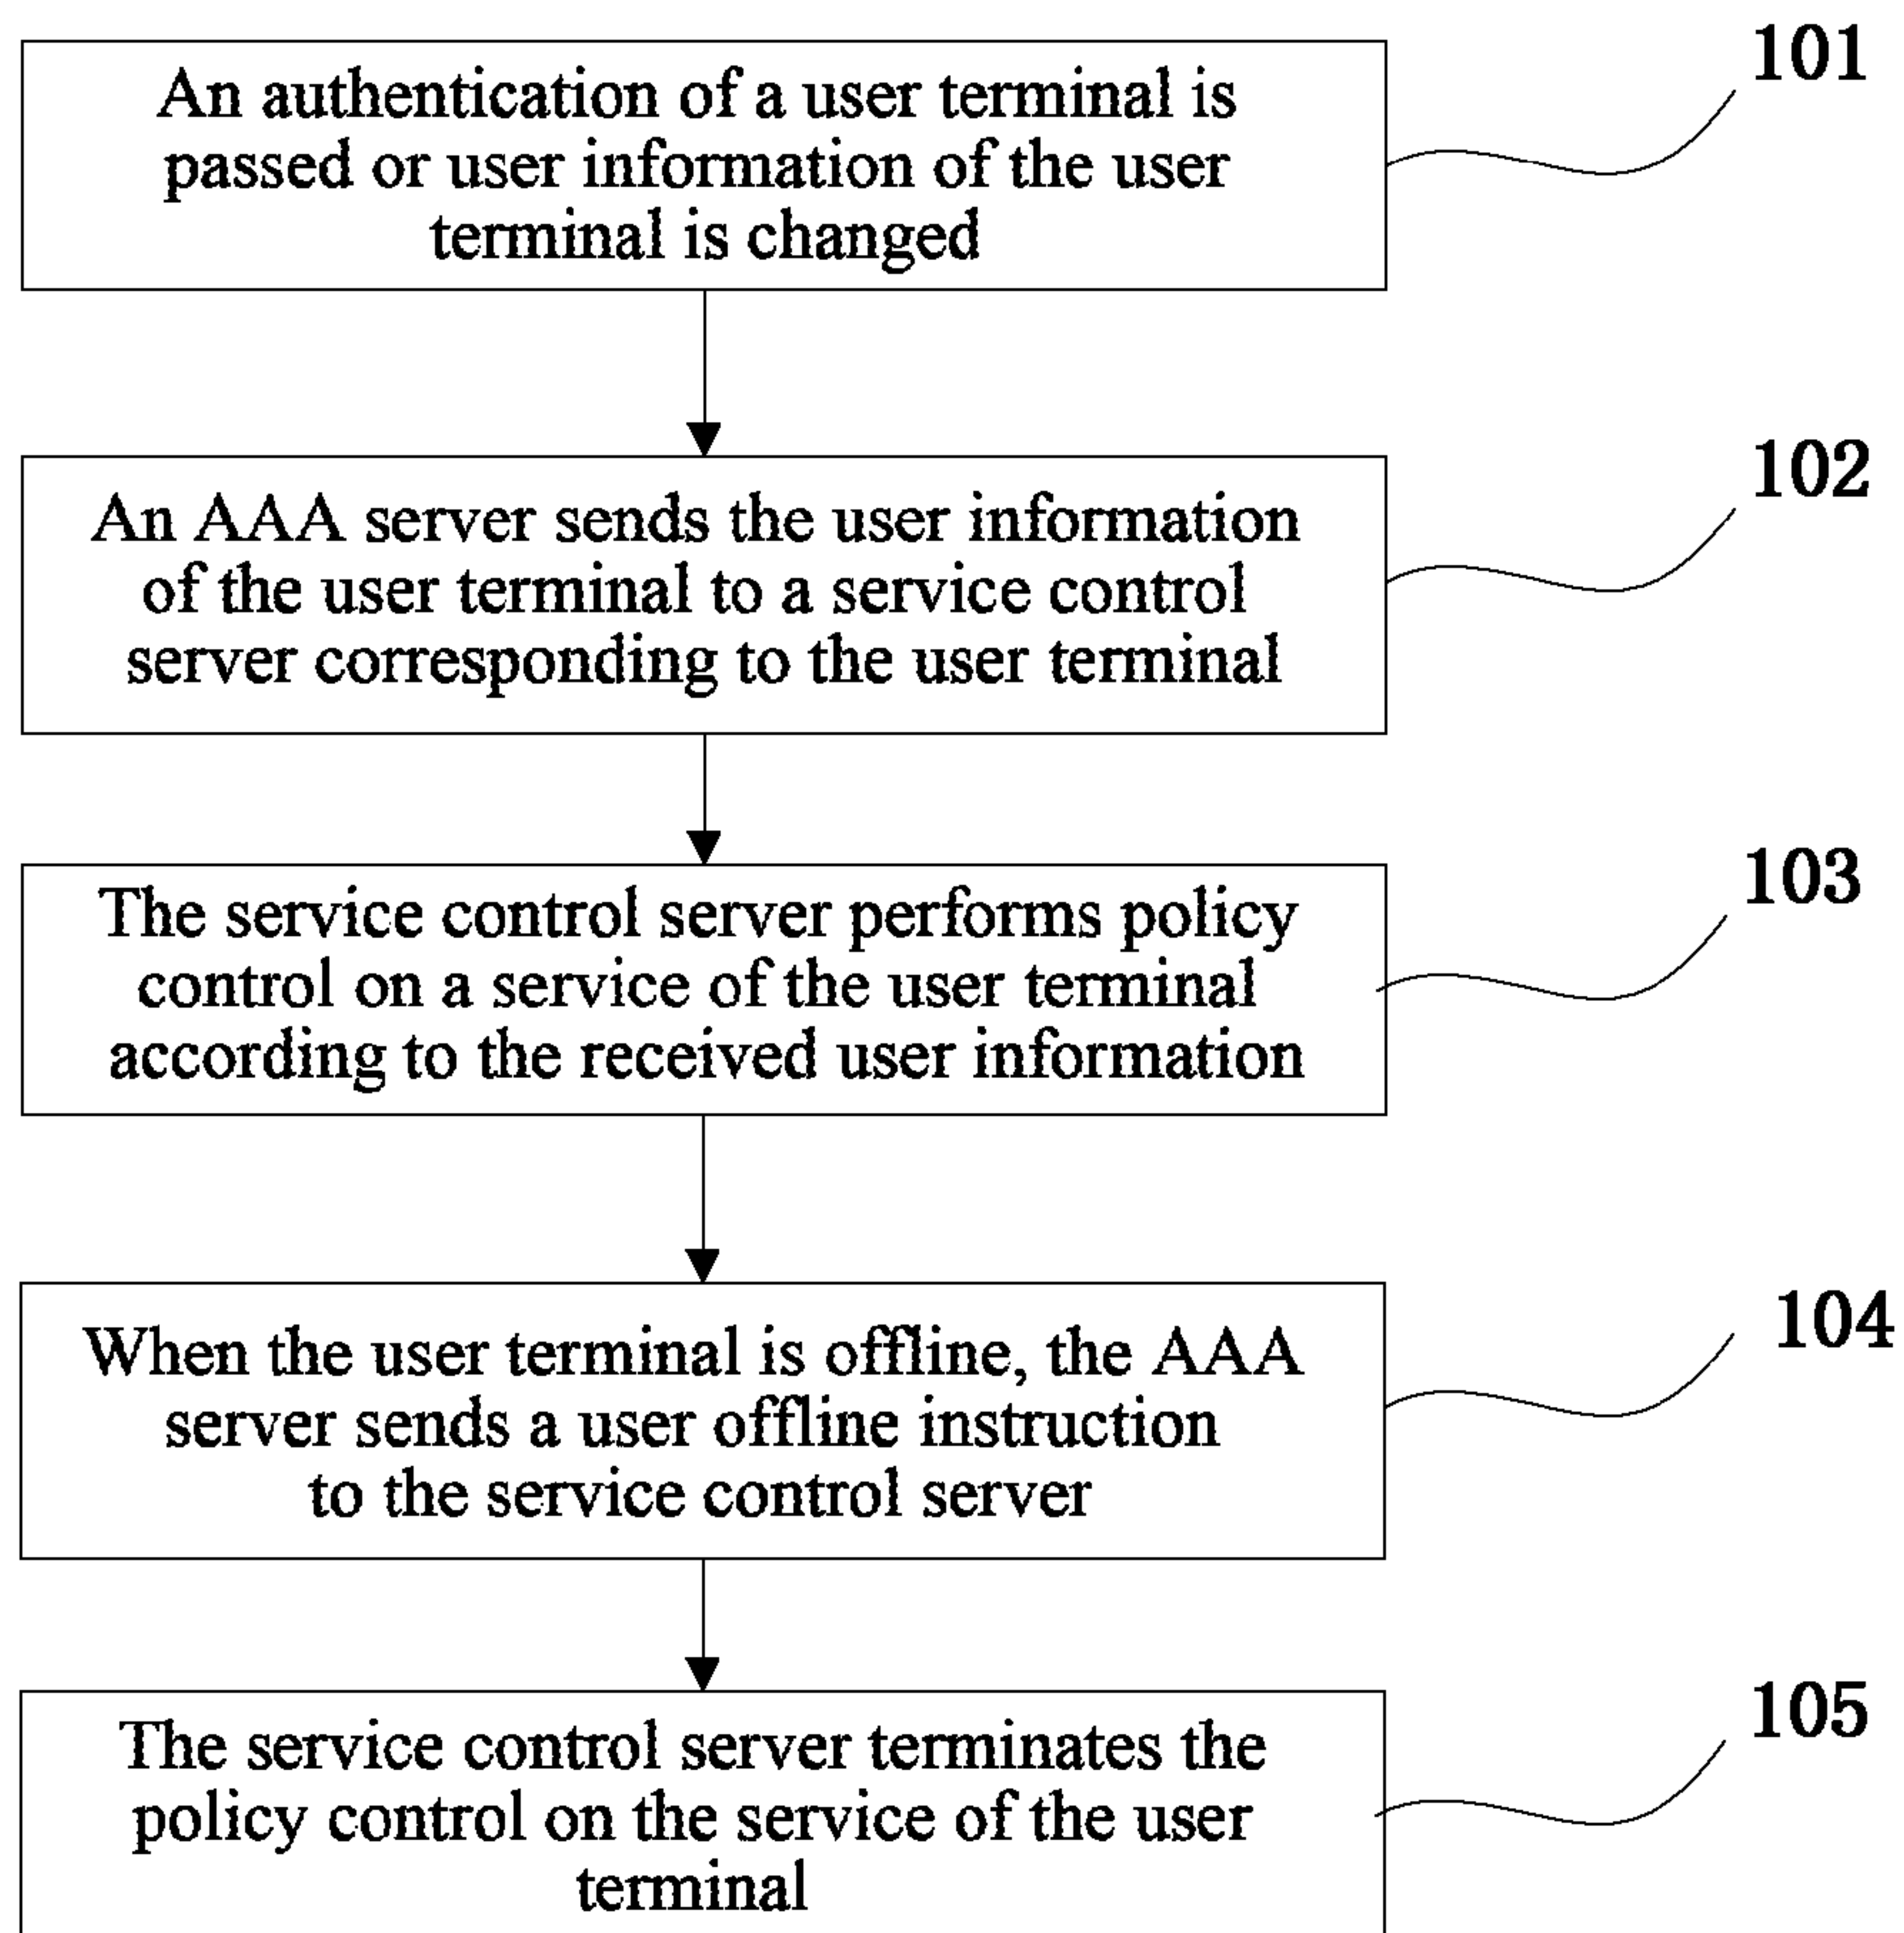 An authentication of a user terminal is
passed or user information of the user
terminal is changed
101
An AAA server sends the user information
of the user terminal to a service control
server corresponding to the user terminal
102
The service control server performs policy
control on a service of the user terminal
according to the received user information
103
When the user terminal is offline, the AAA
server sends a user offline instruction
to the service control server
104
The service control server terminates the
policy control on the service of the user
terminal
105